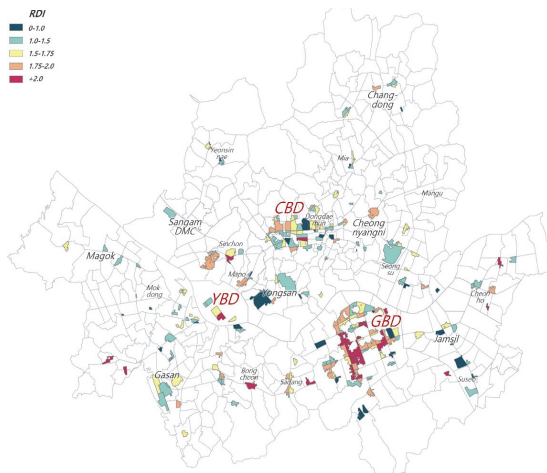 RDI
0-1.0
1.0-1.5
1.5-1.75
1.75-2.0
+2.0
Chang-
dong
Yeonsin
nae
Mia
Mangu
CBD
Dongdae
mun
Cheong
nyangni
Sangam
DMC
Sinchon
Magok
Seong
su
Mapo
Mok
dong
Yongsan
Cheon
ho
YBD
GBD
Jamsil
Gasan
Bong
cheon
Sadang
Suseo